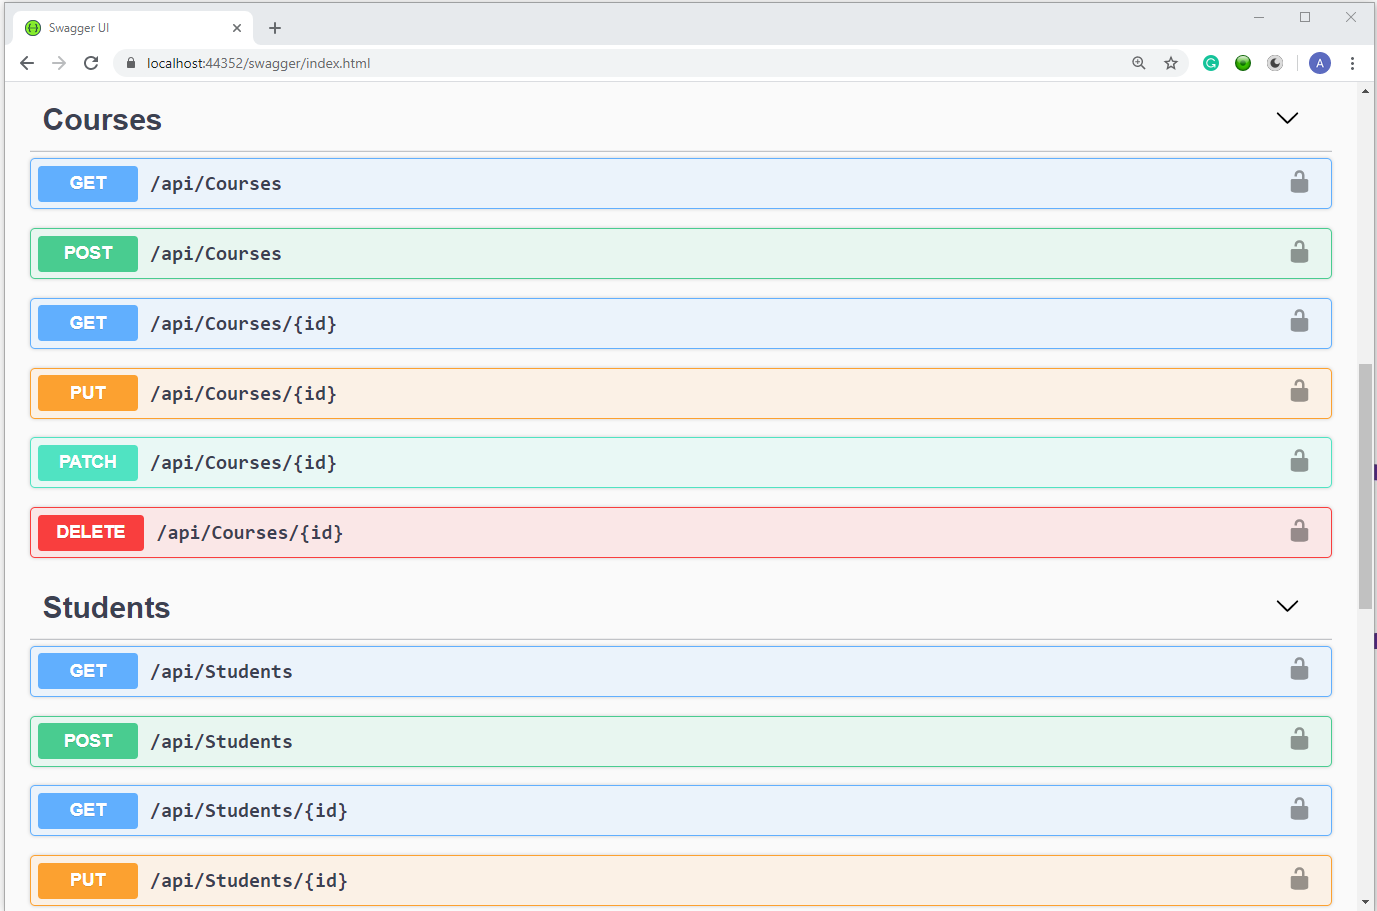 Swagger UI
localhost:44352/swagger/index.html
A
Courses
GET /api/Courses
POST /api/Courses
GET /api/Courses/{id}
PUT /api/Courses/{id}
PATCH /api/Courses/{id}
DELETE /api/Courses/{id}
Students
GET /api/Students
POST /api/Students
GET /api/Students/{id}
PUT /api/Students/{id}